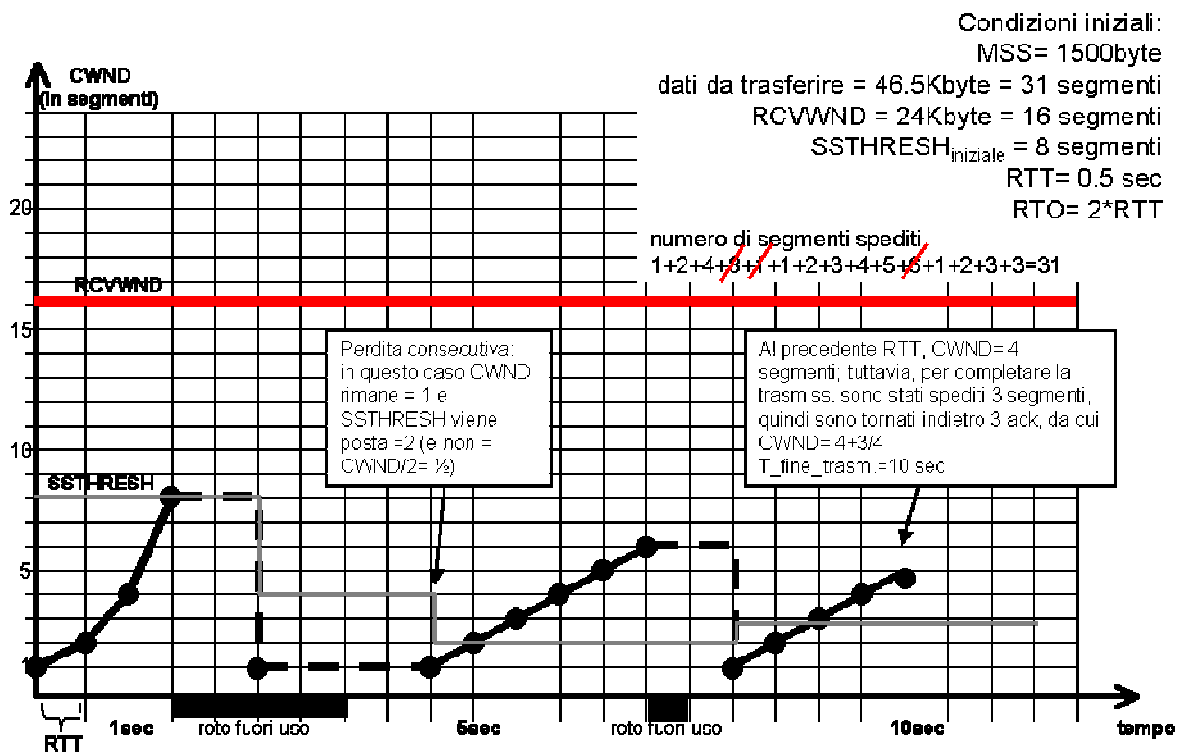 Condizioni iniziali:
MSS= 1500byte
dati da trasferire = 46.5Kbyte = 31 segmenti
RCVWND = 24Kbyte = 16 segmenti
SSTHRESHiniziale = 8 segmenti
RTT= 0.5 sec
RTO= 2*RTT
CWND
(in segmenti)
20
numero di segmenti spediti
1+2+4+8+1+1+2+3+4+5+6+1+2+3+3=31
RCVWND
15
Perdita consecutiva:
in questo caso CWND
rimane = 1 e
SSTHRESH viene
posta =2 (e non =
CWND/2= ½)
Al precedente RTT, CWND= 4
segmenti; tuttavia, per completare la
trasmiss. sono stati spediti 3 segmenti,
quindi sono tornati indietro 3 ack, da cui
CWND= 4+3/4
T_fine_trasm.=10 sec
10
SSTHRESH
5
1
RTT
1sec
roto fuori uso
5sec
roto fuori uso
10sec
tempo